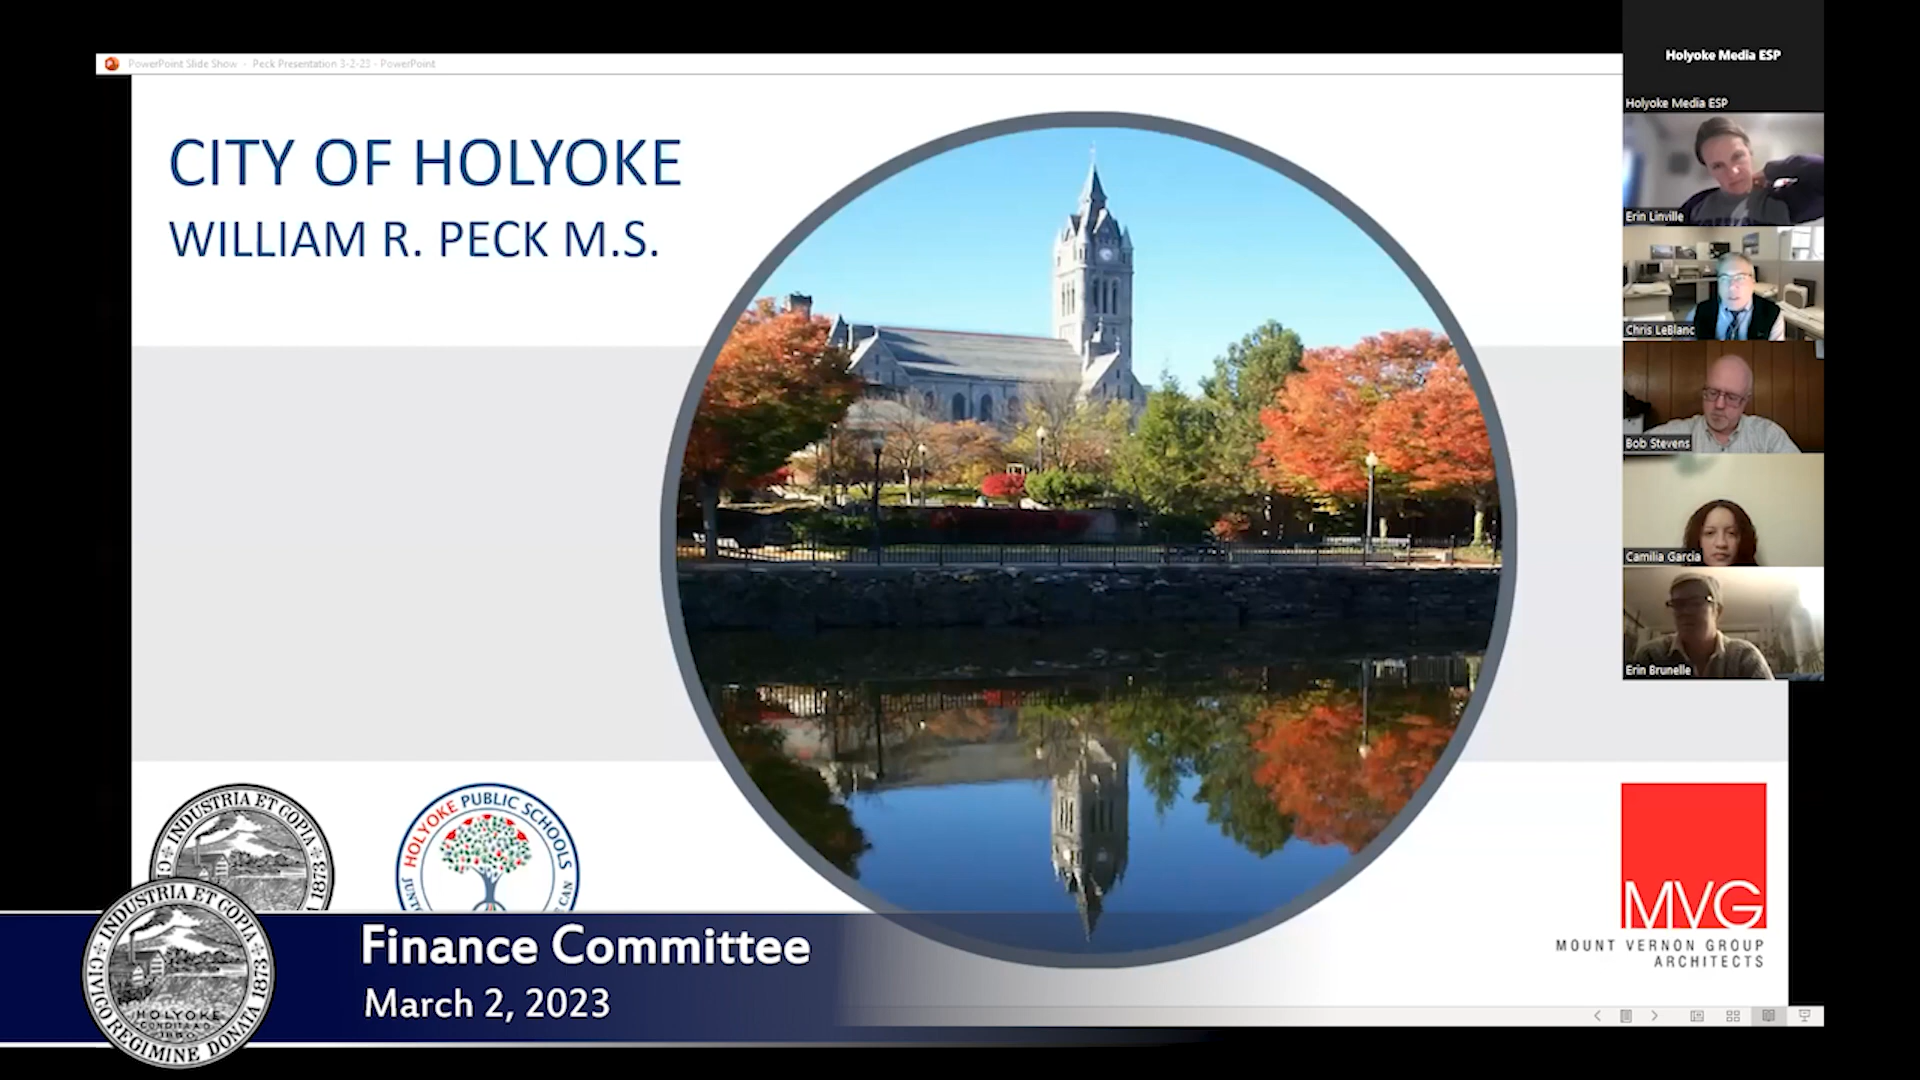 PowerPoint Slide Show - Peck Presentation 3-2-23 - PowerPoint
CITY OF HOLYOKE
WILLIAM R. PECK M.S.
Holyoke Media ESP
Holyoke Media ESP
Erin Linville
Chris LeBlanc
Bob Stevens
Camilia Garcia
Erin Brunelle
INDUSTRIA ET COPIA
1873
HOLYOKE PUBLIC SCHOOLS
MVG
MOUNT VERNON GROUP
ARCHITECTS
Finance Committee
March 2, 2023
INDUSTRIA ET COPIA
CIVIC REGIMINE DONATA 1873
HOLYOKE